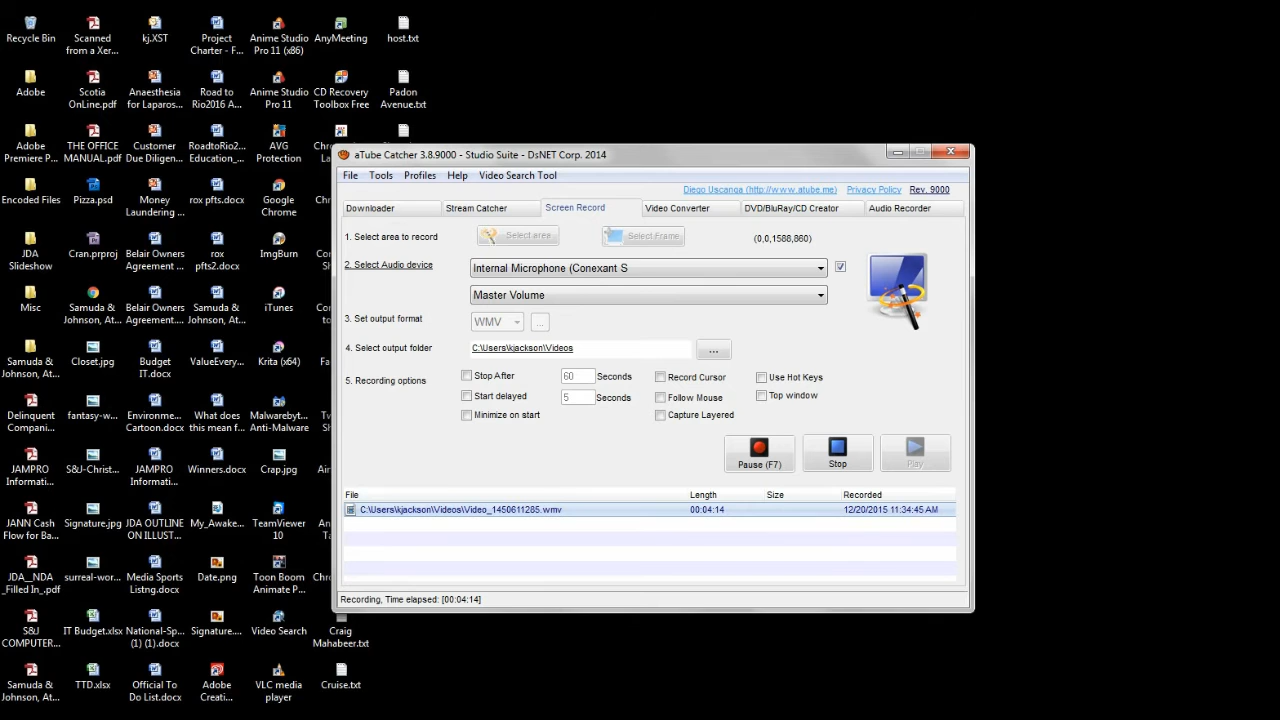 Recycle Bin
Scanned
from a Xer...
kj.XST
Project
Charter - F...
Anime Studio
Pro 11 (x86)
AnyMeeting
host.txt
Adobe
Scotia
OnLine.pdf
Anaesthesia
for Laparos...
Road to
Rio2016 A...
Anime Studio
Pro 11
CD Recovery
Toolbox Free
Padon
Avenue.txt
Adobe
Premiere P...
THE OFFICE
MANUAL.pdf
Customer
Due Diligen...
RoadtoRio2...
Education_...
AVG
Protection
Encoded Files
Pizza.psd
Money
Laundering ...
rox pfts.docx
Google
Chrome
JDA
Slideshow
Cran.prproj
Belair Owners
Agreement ...
rox
pfts2.docx
ImgBurn
Misc
Samuda &
Johnson, At...
Belair Owners
Agreement....
Samuda &
Johnson, A...
iTunes
Samuda &
Johnson, At...
Closet.jpg
Budget
IT.docx
ValueEvery...
Krita (x64)
Delinquent
Compani...
fantasy-w...
Environme...
Cartoon.docx
What does
this mean f...
Malwarebyt...
Anti-Malware
JAMPRO
Informati...
S&J-Christ...
JAMPRO
Informati...
Winners.docx
Crap.jpg
JANN Cash
Flow for Ba...
Signature.jpg
JDA OUTLINE
ON ILLUST...
My_Awake...
TeamViewer
10
JDA__NDA
_Filled In_.pdf
surreal-wor...
Media Sports
Listng.docx
Date.png
Toon Boom
Animate P...
S&J
COMPUTER...
IT Budget.xlsx
National-Sp...
(1) (1).docx
Signature....
Video Search
Craig
Mahabeer.txt
Samuda &
Johnson, At...
TTD.xlsx
Official To
Do List.docx
Adobe
Creati...
VLC media
player
Cruise.txt
aTube Catcher 3.8.9000 - Studio Suite - DsNET Corp. 2014
File Tools Profiles Help Video Search Tool
Diego Uscanga (http://www.atube.me) Privacy Policy Rev. 9000
Downloader Stream Catcher Screen Record Video Converter DVD/BluRay/CD Creator Audio Recorder
1. Select area to record Select area Select Frame (0,0,1588,860)
2. Select Audio device Internal Microphone (Conexant S
Master Volume
3. Set output format WMV ...
4. Select output folder C:\Users\kjackson\Videos ...
5. Recording options
Stop After 60 Seconds Record Cursor Use Hot Keys
Start delayed 5 Seconds Follow Mouse Top window
Minimize on start Capture Layered
Pause (F7) Stop Play
File Length Size Recorded
C:\Users\kjackson\Videos\Video_1450611285.wmv 00:04:14 12/20/2015 11:34:45 AM
Recording, Time elapsed: [00:04:14]